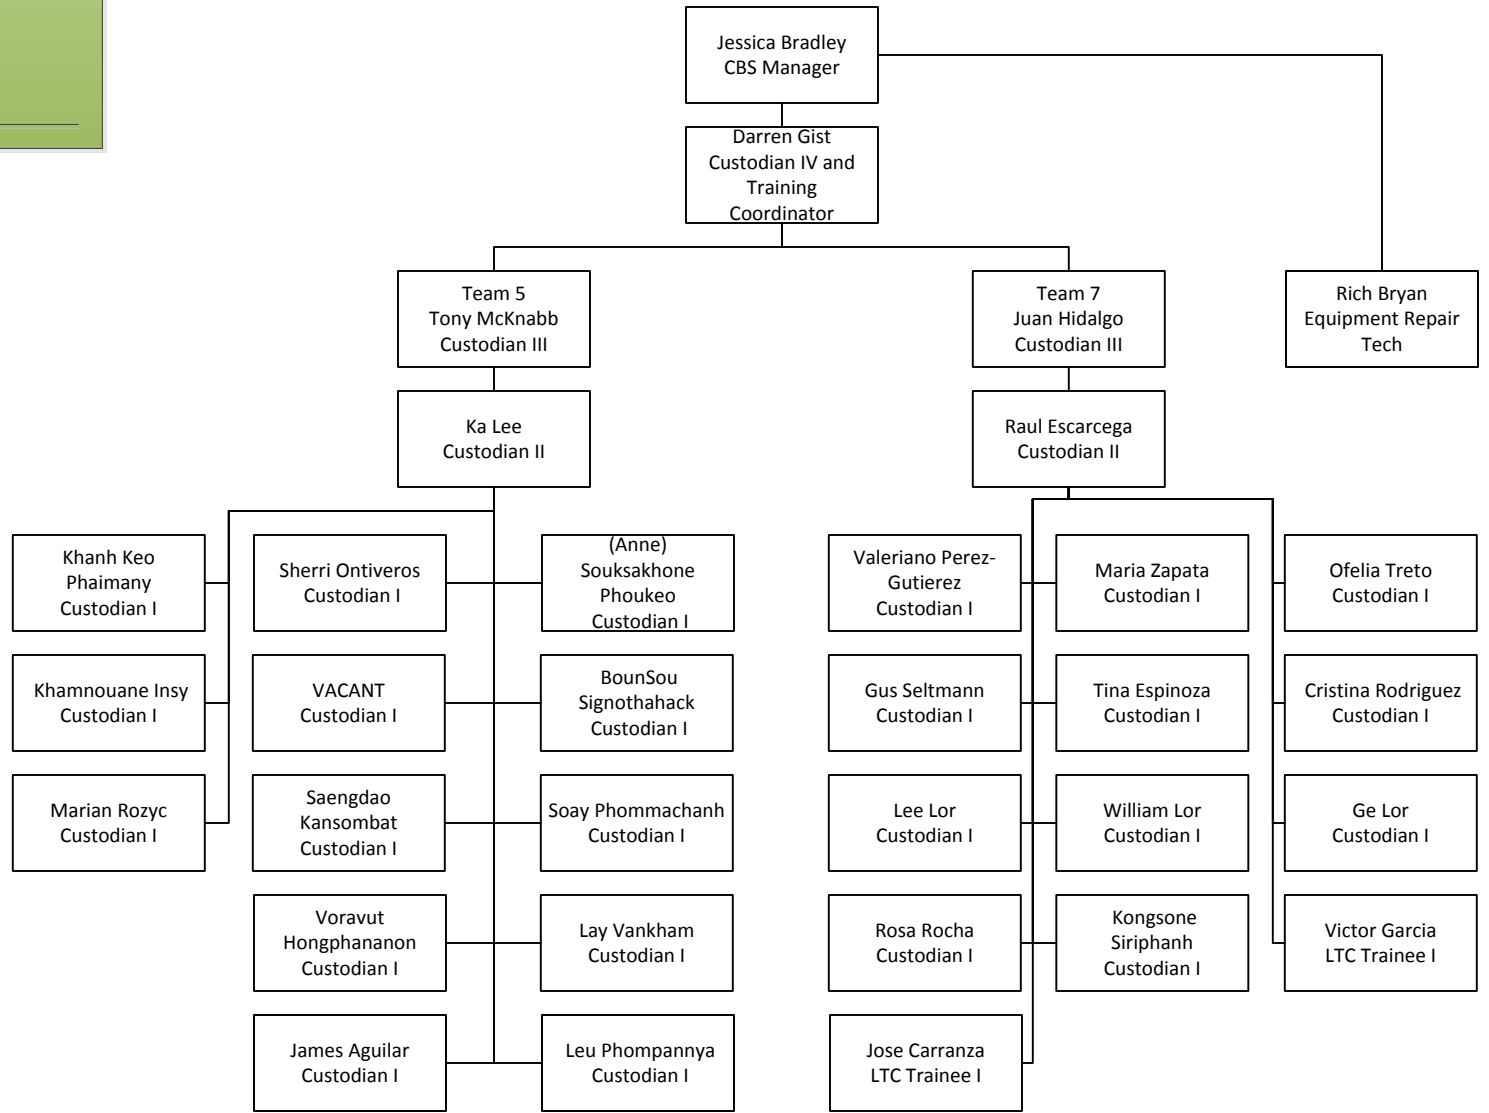 Jessica Bradley
CBS Manager
Darren Gist
Custodian IV and
Training
Coordinator
Team 5
Tony McKnabb
Custodian III
Team 7
Juan Hidalgo
Custodian III
Rich Bryan
Equipment Repair
Tech
Ka Lee
Custodian II
Raul Escarcega
Custodian II
Khanh Keo
Phaimany
Custodian I
Sherri Ontiveros
Custodian I
(Anne)
Souksakhone
Phoukeo
Custodian I
Valeriano Perez-
Gutierez
Custodian I
Maria Zapata
Custodian I
Ofelia Treto
Custodian I
Khamnouane Insy
Custodian I
VACANT
Custodian I
BounSou
Signothahack
Custodian I
Gus Seltmann
Custodian I
Tina Espinoza
Custodian I
Cristina Rodriguez
Custodian I
Marian Rozyc
Custodian I
Saengdao
Kansombat
Custodian I
Soay Phommachanh
Custodian I
Lee Lor
Custodian I
William Lor
Custodian I
Ge Lor
Custodian I
Voravut
Hongphananon
Custodian I
Lay Vankham
Custodian I
Rosa Rocha
Custodian I
Kongsone
Siriphanh
Custodian I
Victor Garcia
LTC Trainee I
James Aguilar
Custodian I
Leu Phompannya
Custodian I
Jose Carranza
LTC Trainee I